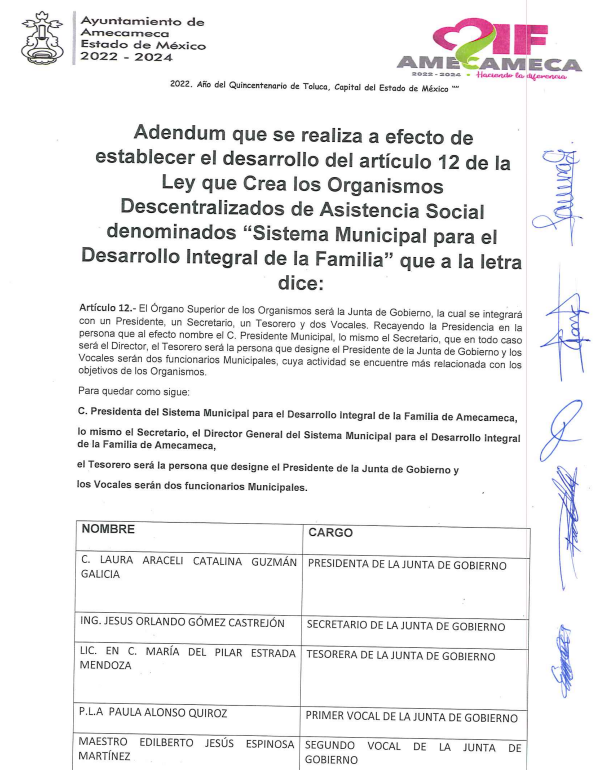 Ayuntamiento de
Amecameca
Estado de México
2022 - 2024
DIF
AMECAMECA
2022 - 2024 • Haciendo la diferencia
2022. Año del Quincentenario de Toluca, Capital del Estado de México ""
Adendum que se realiza a efecto de
establecer el desarrollo del artículo 12 de la
Ley que Crea los Organismos
Descentralizados de Asistencia Social
denominados “Sistema Municipal para el
Desarrollo Integral de la Familia” que a la letra
dice:
Artículo 12.- El Órgano Superior de los Organismos será la Junta de Gobierno, la cual se integrará
con un Presidente, un Secretario, un Tesorero y dos Vocales. Recayendo la Presidencia en la
persona que al efecto nombre el C. Presidente Municipal, lo mismo el Secretario, que en todo caso
será el Director, el Tesorero será la persona que designe el Presidente de la Junta de Gobierno y los
Vocales serán dos funcionarios Municipales, cuya actividad se encuentre más relacionada con los
objetivos de los Organismos.
Para quedar como sigue:
C. Presidenta del Sistema Municipal para el Desarrollo integral de la Familia de Amecameca,
lo mismo el Secretario, el Director General del Sistema Municipal para el Desarrollo Integral
de la Familia de Amecameca,
el Tesorero será la persona que designe el Presidente de la Junta de Gobierno y
los Vocales serán dos funcionarios Municipales.
NOMBRE CARGO
C. LAURA ARACELI CATALINA GUZMÁN PRESIDENTA DE LA JUNTA DE GOBIERNO
GALICIA
ING. JESUS ORLANDO GÓMEZ CASTREJÓN SECRETARIO DE LA JUNTA DE GOBIERNO
LIC. EN C. MARÍA DEL PILAR ESTRADA TESORERA DE LA JUNTA DE GOBIERNO
MENDOZA
P.L.A PAULA ALONSO QUIROZ PRIMER VOCAL DE LA JUNTA DE GOBIERNO
MAESTRO EDILBERTO JESÚS ESPINOSA SEGUNDO VOCAL DE LA JUNTA DE
MARTÍNEZ GOBIERNO